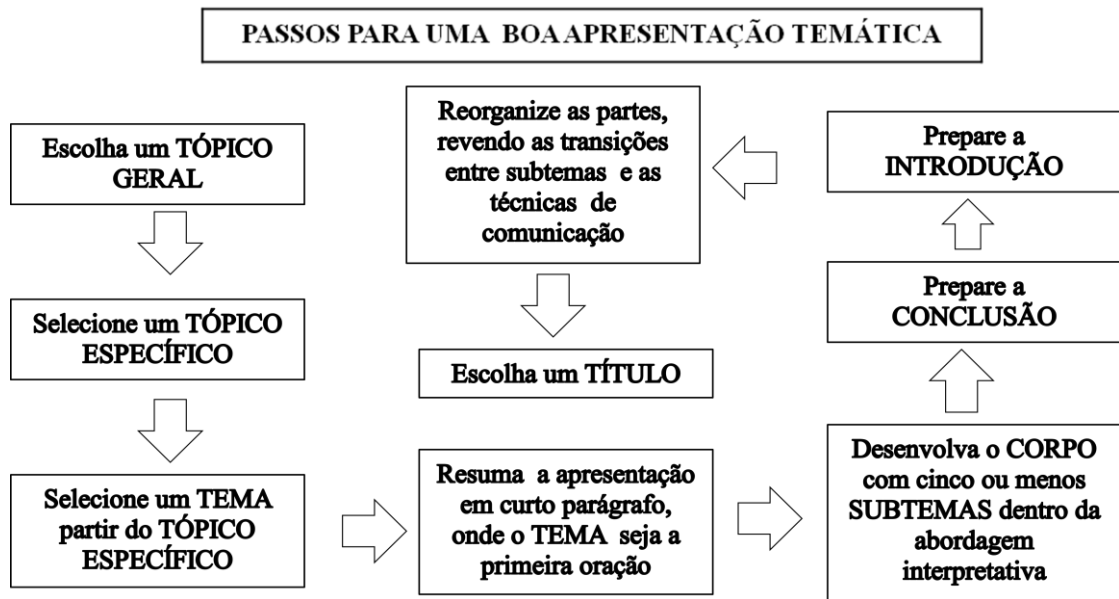 PASSOS PARA UMA BOA APRESENTAÇÃO TEMÁTICA
Escolha um TÓPICO
GERAL
Selecione um TÓPICO
ESPECÍFICO
Selecione um TEMA
partir do TÓPICO
ESPECÍFICO
Resuma a apresentação
em curto parágrafo,
onde o TEMA seja a
primeira oração
Desenvolva o CORPO
com cinco ou menos
SUBTEMAS dentro da
abordagem
interpretativa
Prepare a
CONCLUSÃO
Prepare a
INTRODUÇÃO
Reorganize as partes,
revendo as transições
entre subtemas e as
técnicas de
comunicação
Escolha um TÍTULO